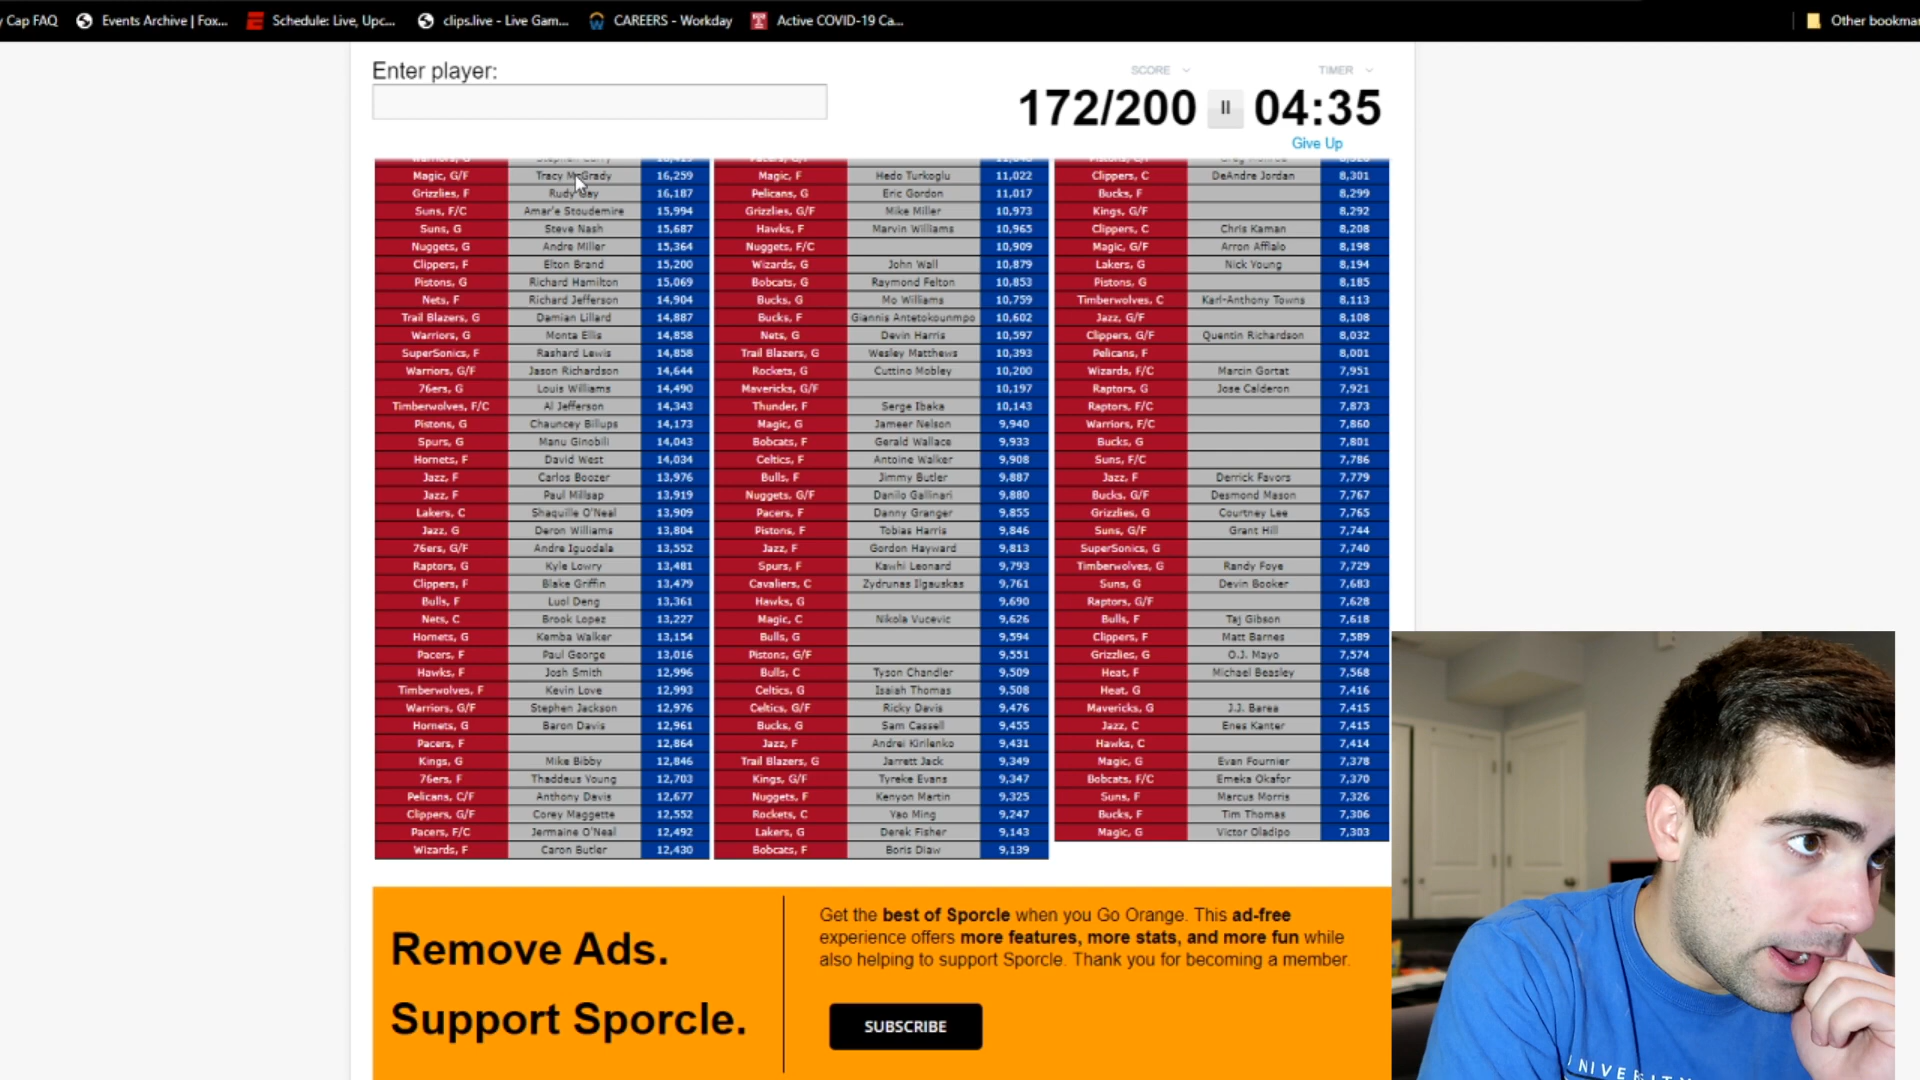 y Cap FAQ Events Archive | Fox... Schedule: Live, Upc... clips.live - Live Gam... CAREERS - Workday Active COVID-19 Ca... Other bookmar
Enter player:
SCORE TIMER
172/200 04:35
Give Up
Magic, G/F Tracy McGrady 16,259
Grizzlies, F Rudy Gay 16,187
Suns, F/C Amar'e Stoudemire 15,994
Suns, G Steve Nash 15,687
Nuggets, G Andre Miller 15,364
Clippers, F Elton Brand 15,200
Pistons, G Richard Hamilton 15,069
Nets, F Richard Jefferson 14,904
Trail Blazers, G Damian Lillard 14,887
Warriors, G Monta Ellis 14,858
SuperSonics, F Rashard Lewis 14,858
Warriors, G/F Jason Richardson 14,644
76ers, G Louis Williams 14,490
Timberwolves, F/C Al Jefferson 14,343
Pistons, G Chauncey Billups 14,173
Spurs, G Manu Ginobili 14,043
Hornets, F David West 14,034
Jazz, F Carlos Boozer 13,976
Jazz, F Paul Millsap 13,919
Lakers, C Shaquille O'Neal 13,909
Jazz, G Deron Williams 13,804
76ers, G/F Andre Iguodala 13,552
Raptors, G Kyle Lowry 13,481
Clippers, F Blake Griffin 13,479
Bulls, F Luol Deng 13,361
Nets, C Brook Lopez 13,227
Hornets, G Kemba Walker 13,154
Pacers, F Paul George 13,016
Hawks, F Josh Smith 12,996
Timberwolves, F Kevin Love 12,993
Warriors, G/F Stephen Jackson 12,976
Hornets, G Baron Davis 12,961
Pacers, F 12,864
Kings, G Mike Bibby 12,846
76ers, F Thaddeus Young 12,703
Pelicans, C/F Anthony Davis 12,677
Clippers, G/F Corey Maggette 12,552
Pacers, F/C Jermaine O'Neal 12,492
Wizards, F Caron Butler 12,430
Magic, F Hedo Turkoglu 11,022
Pelicans, G Eric Gordon 11,017
Grizzlies, G/F Mike Miller 10,973
Hawks, F Marvin Williams 10,965
Nuggets, F/C 10,909
Wizards, G John Wall 10,879
Bobcats, G Raymond Felton 10,853
Bucks, G Mo Williams 10,759
Bucks, F Giannis Antetokounmpo 10,602
Nets, G Devin Harris 10,597
Trail Blazers, G Wesley Matthews 10,393
Rockets, G Cuttino Mobley 10,200
Mavericks, G/F 10,197
Thunder, F Serge Ibaka 10,143
Magic, G Jameer Nelson 9,940
Bobcats, F Gerald Wallace 9,933
Celtics, F Antoine Walker 9,908
Bulls, F Jimmy Butler 9,887
Nuggets, G/F Danilo Gallinari 9,880
Pacers, F Danny Granger 9,855
Pistons, F Tobias Harris 9,846
Jazz, F Gordon Hayward 9,813
Spurs, F Kawhi Leonard 9,793
Cavaliers, C Zydrunas Ilgauskas 9,761
Hawks, G 9,690
Magic, C Nikola Vucevic 9,626
Bulls, G 9,594
Pistons, G/F 9,551
Bulls, C Tyson Chandler 9,509
Celtics, G Isaiah Thomas 9,508
Celtics, G/F Ricky Davis 9,476
Bucks, G Sam Cassell 9,455
Jazz, F Andrei Kirilenko 9,431
Trail Blazers, G Jarrett Jack 9,349
Kings, G/F Tyreke Evans 9,347
Nuggets, F Kenyon Martin 9,325
Rockets, C Yao Ming 9,247
Lakers, G Derek Fisher 9,143
Bobcats, F Boris Diaw 9,139
Clippers, C DeAndre Jordan 8,301
Bucks, F 8,299
Kings, G/F 8,292
Clippers, C Chris Kaman 8,208
Magic, G/F Arron Afflalo 8,198
Lakers, G Nick Young 8,194
Pistons, G 8,185
Timberwolves, C Karl-Anthony Towns 8,113
Jazz, G/F 8,108
Clippers, G/F Quentin Richardson 8,032
Pelicans, F 8,001
Wizards, F/C Marcin Gortat 7,951
Raptors, G Jose Calderon 7,921
Raptors, F/C 7,873
Warriors, F/C 7,860
Bucks, G 7,801
Suns, F/C 7,786
Jazz, F Derrick Favors 7,779
Bucks, G/F Desmond Mason 7,767
Grizzlies, G Courtney Lee 7,765
Suns, G/F Grant Hill 7,744
SuperSonics, G 7,740
Timberwolves, G Randy Foye 7,729
Suns, G Devin Booker 7,683
Raptors, G/F 7,628
Bulls, F Taj Gibson 7,618
Clippers, F Matt Barnes 7,589
Grizzlies, G O.J. Mayo 7,574
Heat, F Michael Beasley 7,568
Heat, G 7,416
Mavericks, G J.J. Barea 7,415
Jazz, C Enes Kanter 7,415
Hawks, C 7,414
Magic, G Evan Fournier 7,378
Bobcats, F/C Emeka Okafor 7,370
Suns, F Marcus Morris 7,326
Bucks, F Tim Thomas 7,306
Magic, G Victor Oladipo 7,303
Remove Ads.
Support Sporcle.
Get the best of Sporcle when you Go Orange. This ad-free
experience offers more features, more stats, and more fun while
also helping to support Sporcle. Thank you for becoming a member.
SUBSCRIBE